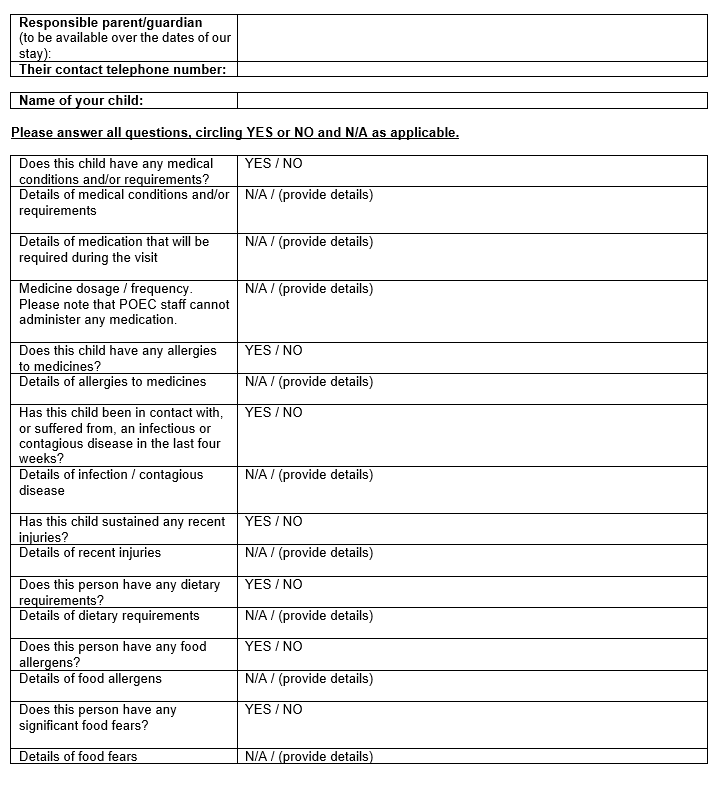 Responsible parent/guardian
(to be available over the dates of our
stay):
Their contact telephone number:
Name of your child:
Please answer all questions, circling YES or NO and N/A as applicable.
Does this child have any medical YES / NO
conditions and/or requirements?
Details of medical conditions and/or N/A / (provide details)
requirements
Details of medication that will be N/A / (provide details)
required during the visit
Medicine dosage / frequency. N/A / (provide details)
Please note that POEC staff cannot
administer any medication.
Does this child have any allergies YES / NO
to medicines?
Details of allergies to medicines N/A / (provide details)
Has this child been in contact with, YES / NO
or suffered from, an infectious or
contagious disease in the last four
weeks?
Details of infection / contagious N/A / (provide details)
disease
Has this child sustained any recent YES / NO
injuries?
Details of recent injuries N/A / (provide details)
Does this person have any dietary YES / NO
requirements?
Details of dietary requirements N/A / (provide details)
Does this person have any food YES / NO
allergens?
Details of food allergens N/A / (provide details)
Does this person have any YES / NO
significant food fears?
Details of food fears N/A / (provide details)